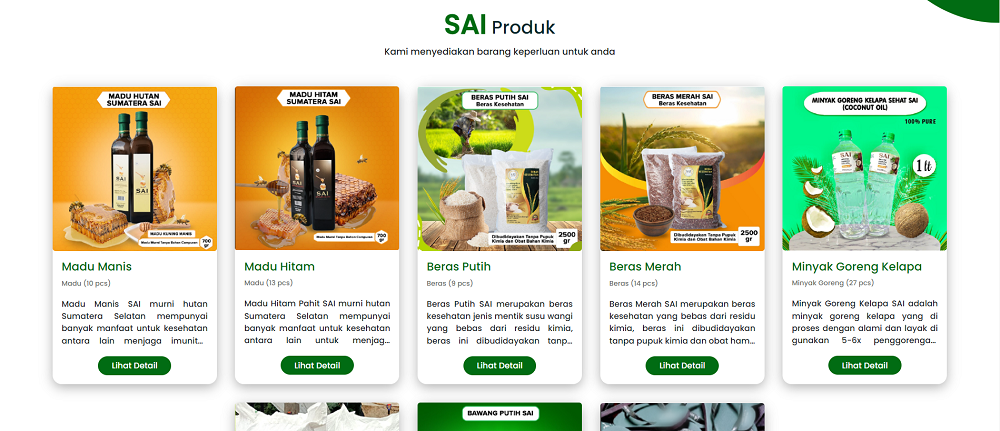 SAI Produk
Kami menyediakan barang keperluan untuk anda
MADU HUTAN
SUMATERA SAI
SAI
MADU KUNING MANIS
Madu Murni Tanpa Bahan Campuran
700
gr
Madu Manis
Madu (10 pcs)
Madu Manis SAI murni hutan
Sumatera Selatan mempunyai
banyak manfaat untuk kesehatan
antara lain menjaga imunit...
Lihat Detail
MADU HITAM
SUMATERA SAI
SAI
Madu Murni Tanpa Bahan Campuran
700
gr
Madu Hitam
Madu (13 pcs)
Madu Hitam Pahit SAI murni hutan
Sumatera Selatan mempunyai
banyak manfaat untuk kesehatan
antara lain untuk menjag...
Lihat Detail
BERAS PUTIH SAI
Beras Kesehatan
Dibudidayakan Tanpa Pupuk
Kimia dan Obat Bahan Kimia
2500
gr
Beras Putih
Beras (9 pcs)
Beras Putih SAI merupakan beras
kesehatan jenis mentik susu wangi
yang bebas dari residu kimia,
beras ini dibudidayakan tanp...
Lihat Detail
BERAS MERAH SAI
Beras Kesehatan
Dibudidayakan Tanpa Pupuk
Kimia dan Obat Bahan Kimia
2500
gr
Beras Merah
Beras (14 pcs)
Beras Merah SAI merupakan beras
kesehatan yang bebas dari residu
kimia, beras ini dibudidayakan
tanpa pupuk kimia dan obat ham...
Lihat Detail
MINYAK GORENG KELAPA SEHAT SAI
(COCONUT OIL)
100% PURE
SAI
SAI
1 lt
Minyak Goreng Kelapa
Minyak Goreng (27 pcs)
Minyak Goreng Kelapa SAI adalah
minyak goreng kelapa yang di
proses dengan alami dan layak di
gunakan 5-6x penggorenga...
Lihat Detail
BAWANG PUTIH SAI